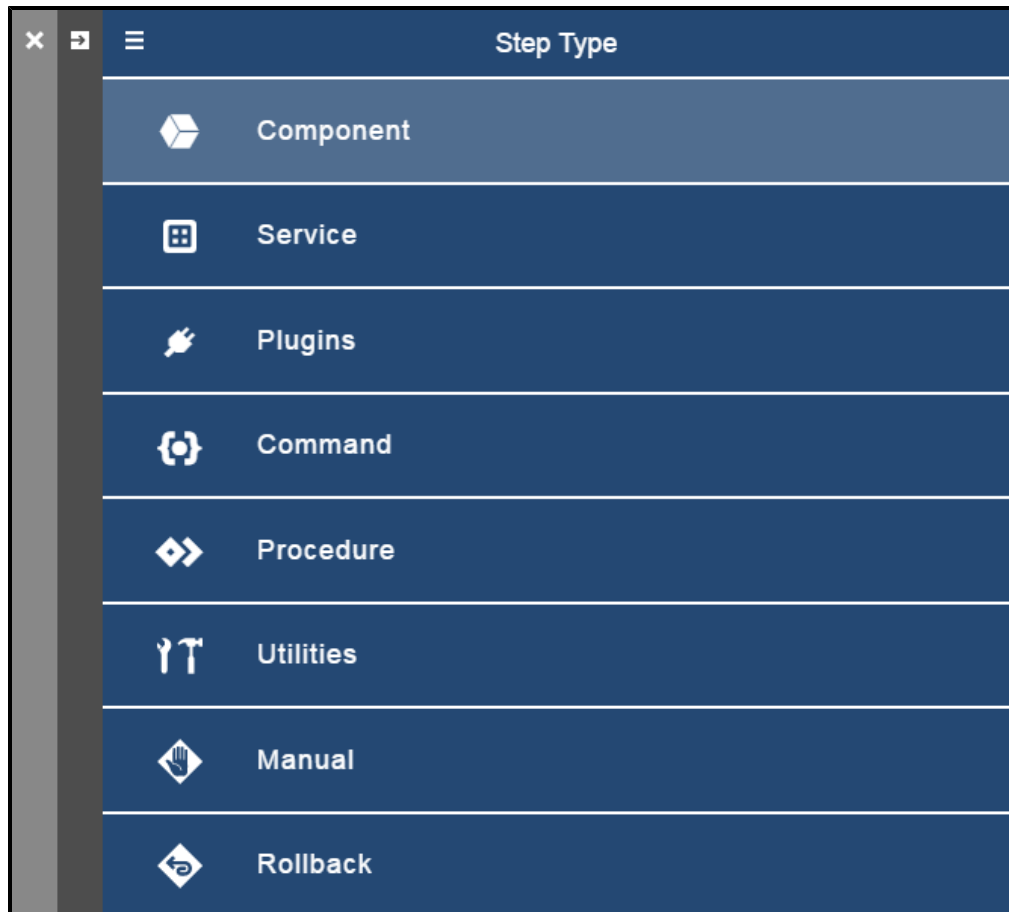 Step Type
Component
Service
Plugins
Command
Procedure
Utilities
Manual
Rollback